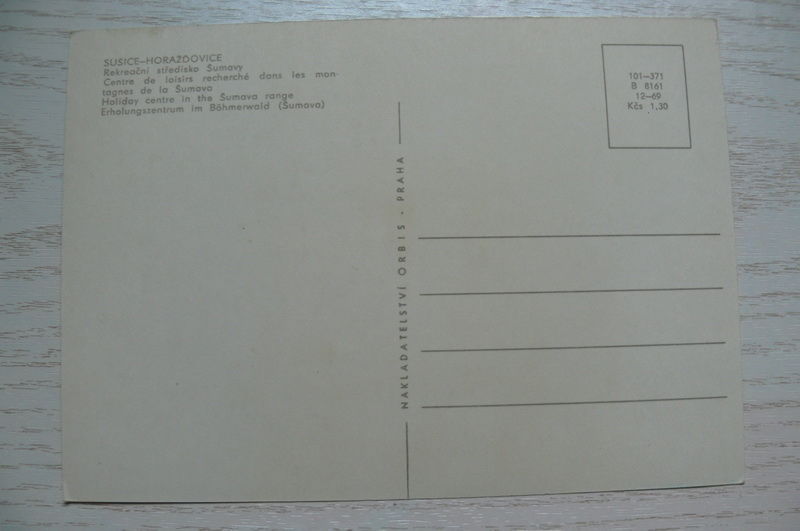 SUŠICE–HORAŽĎOVICE
Rekreační středisko Šumavy
Centre de loisirs recherché dans les mon-
tagnes de la Šumava
Holiday centre in the Šumava range
Erholungszentrum im Böhmerwald (Šumava)
NAKLADATELSTVÍ ORBIS - PRAHA
101–371
B 8161
12–69
Kčs 1,30